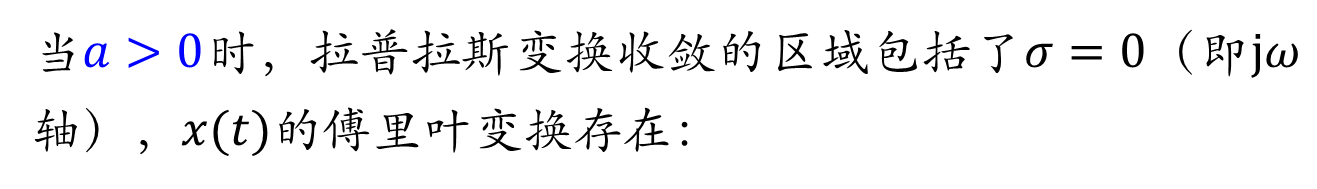 当a > 0时，拉普拉斯变换收敛的区域包括了σ = 0（即jω
轴），x(t)的傅里叶变换存在：